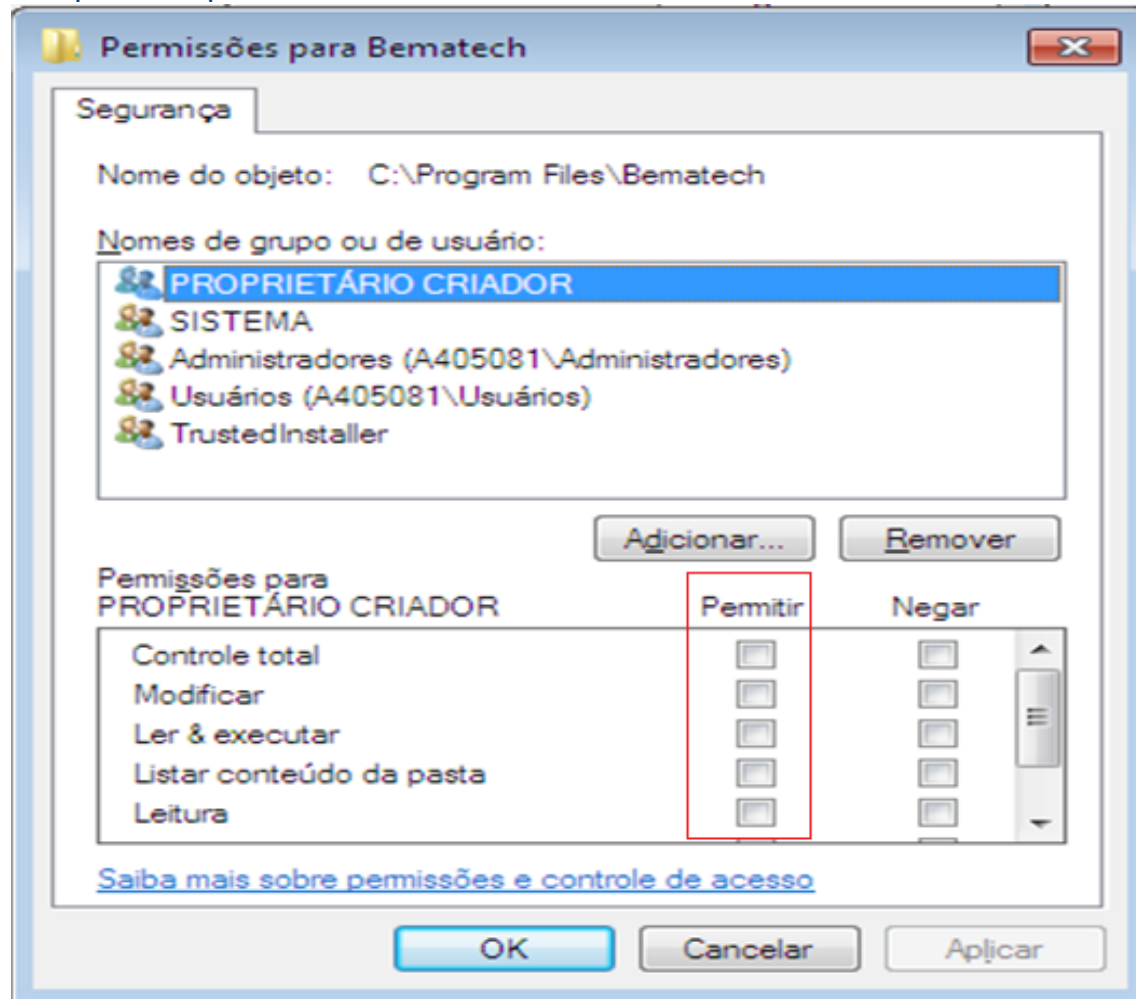 Permissões para Bematech
Segurança
Nome do objeto: C:\Program Files\Bematech
Nomes de grupo ou de usuário:
PROPRIETÁRIO CRIADOR
SISTEMA
Administradores (A405081\Administradores)
Usuários (A405081\Usuários)
TrustedInstaller
Adicionar... Remover
Permissões para
PROPRIETÁRIO CRIADOR Permitir Negar
Controle total
Modificar
Ler & executar
Listar conteúdo da pasta
Leitura
Saiba mais sobre permissões e controle de acesso
OK Cancelar Aplicar